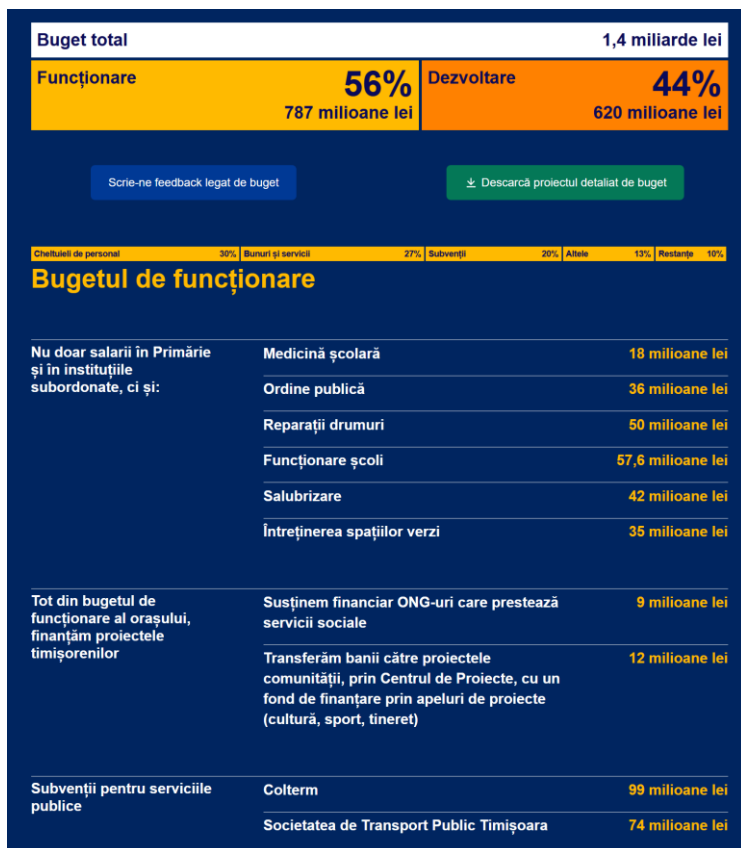 Buget total 1,4 miliarde lei
Funcționare 56% Dezvoltare 44%
787 milioane lei 620 milioane lei
Scrie-ne feedback legat de buget Descarcă proiectul detaliat de buget
Cheltuieli de personal 30% Bunuri și servicii 27% Subvenții 20% Altele 13% Restanțe 10%
Bugetul de funcționare
Nu doar salarii în Primărie
și în instituțiile
subordonate, ci și:
Medicină școlară 18 milioane lei
Ordine publică 36 milioane lei
Reparații drumuri 50 milioane lei
Funcționare școli 57,6 milioane lei
Salubrizare 42 milioane lei
Întreținerea spațiilor verzi 35 milioane lei
Tot din bugetul de
funcționare al orașului,
finanțăm proiectele
timișorenilor
Susținem financiar ONG-uri care prestează 9 milioane lei
servicii sociale
Transferăm banii către proiectele 12 milioane lei
comunității, prin Centrul de Proiecte, cu un
fond de finanțare prin apeluri de proiecte
(cultură, sport, tineret)
Subvenții pentru serviciile
publice
Colterm 99 milioane lei
Societatea de Transport Public Timișoara 74 milioane lei